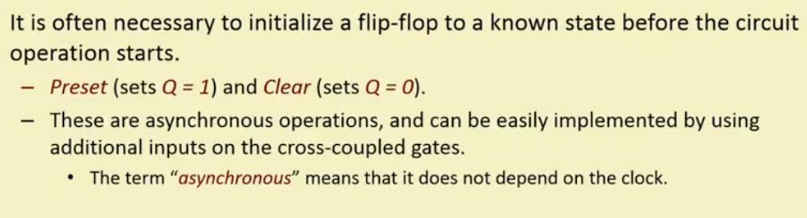 It is often necessary to initialize a flip-flop to a known state before the circuit
operation starts.
– Preset (sets Q = 1) and Clear (sets Q = 0).
– These are asynchronous operations, and can be easily implemented by using
additional inputs on the cross-coupled gates.
• The term “asynchronous” means that it does not depend on the clock.